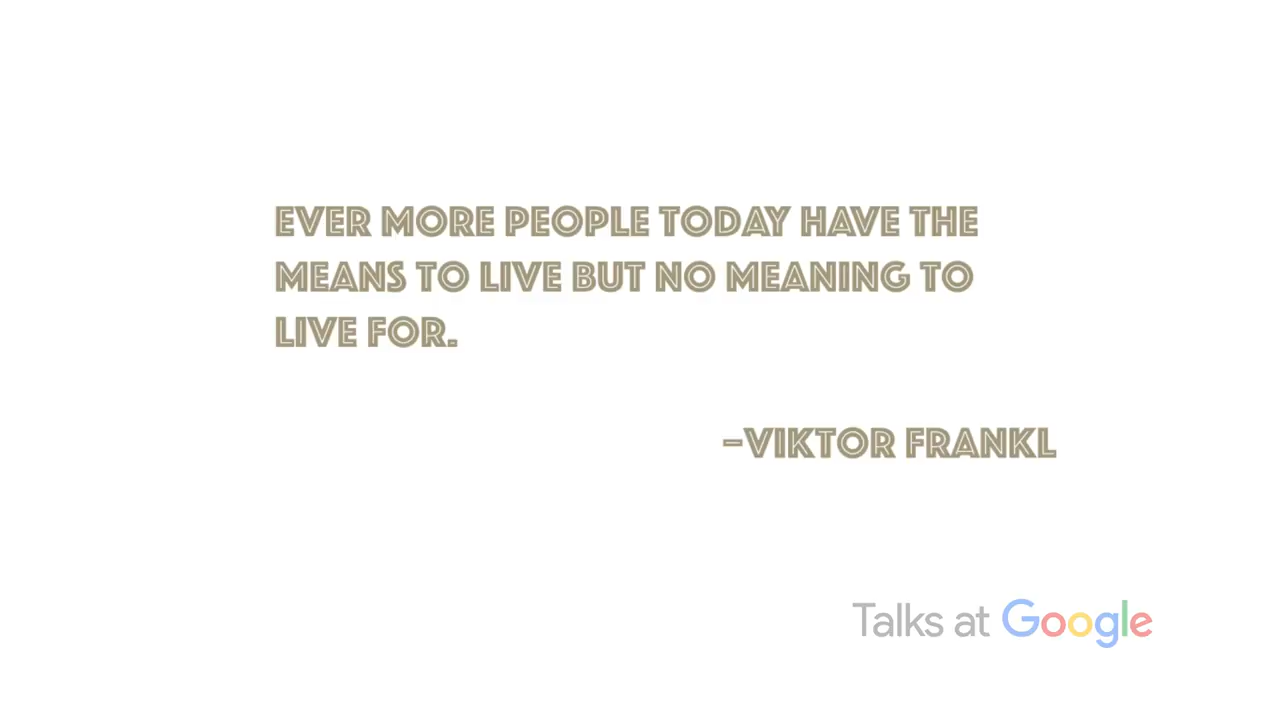 EVER MORE PEOPLE TODAY HAVE THE
MEANS TO LIVE BUT NO MEANING TO
LIVE FOR.
–VIKTOR FRANKL
Talks at Google